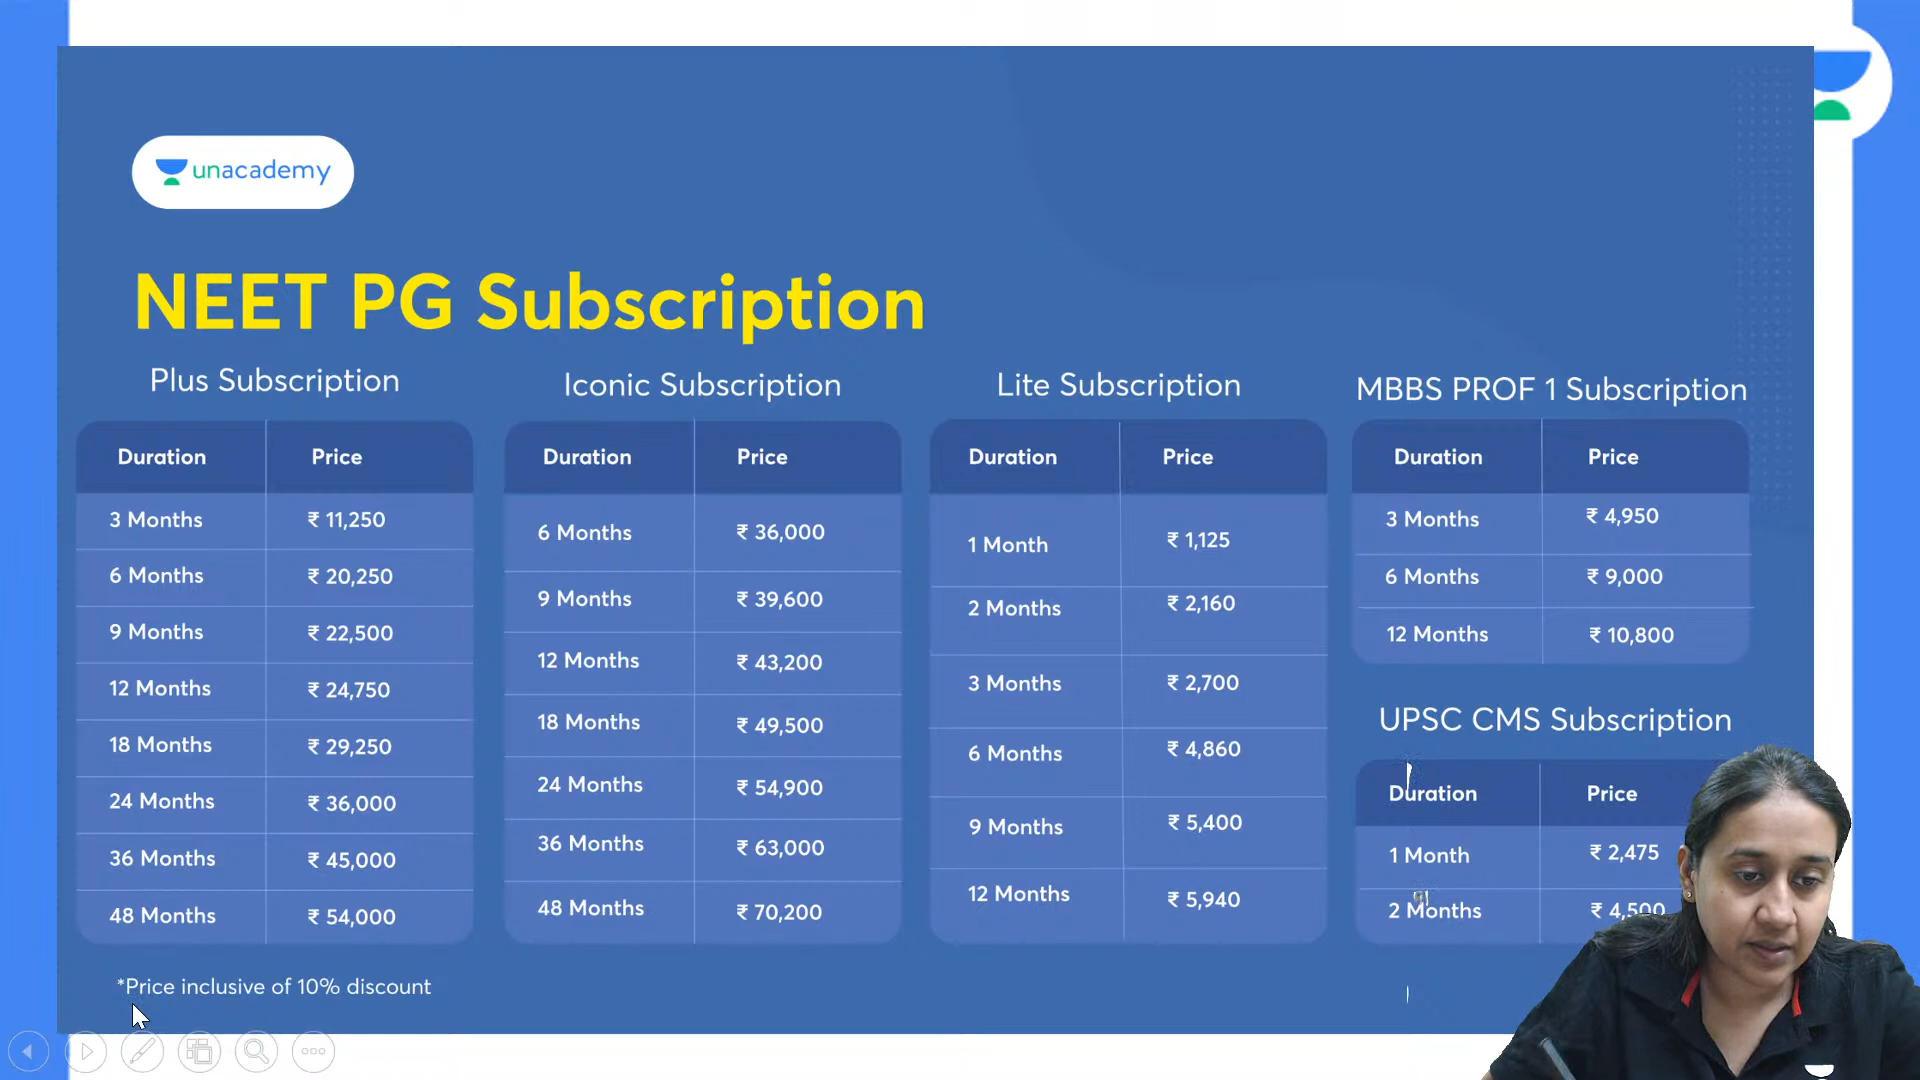 unacademy
NEET PG Subscription
Plus Subscription
Duration Price
3 Months ₹ 11,250
6 Months ₹ 20,250
9 Months ₹ 22,500
12 Months ₹ 24,750
18 Months ₹ 29,250
24 Months ₹ 36,000
36 Months ₹ 45,000
48 Months ₹ 54,000
*Price inclusive of 10% discount
Iconic Subscription
Duration Price
6 Months ₹ 36,000
9 Months ₹ 39,600
12 Months ₹ 43,200
18 Months ₹ 49,500
24 Months ₹ 54,900
36 Months ₹ 63,000
48 Months ₹ 70,200
Lite Subscription
Duration Price
1 Month ₹ 1,125
2 Months ₹ 2,160
3 Months ₹ 2,700
6 Months ₹ 4,860
9 Months ₹ 5,400
12 Months ₹ 5,940
MBBS PROF 1 Subscription
Duration Price
3 Months ₹ 4,950
6 Months ₹ 9,000
12 Months ₹ 10,800
UPSC CMS Subscription
Duration Price
1 Month ₹ 2,475
2 Months ₹ 4,500